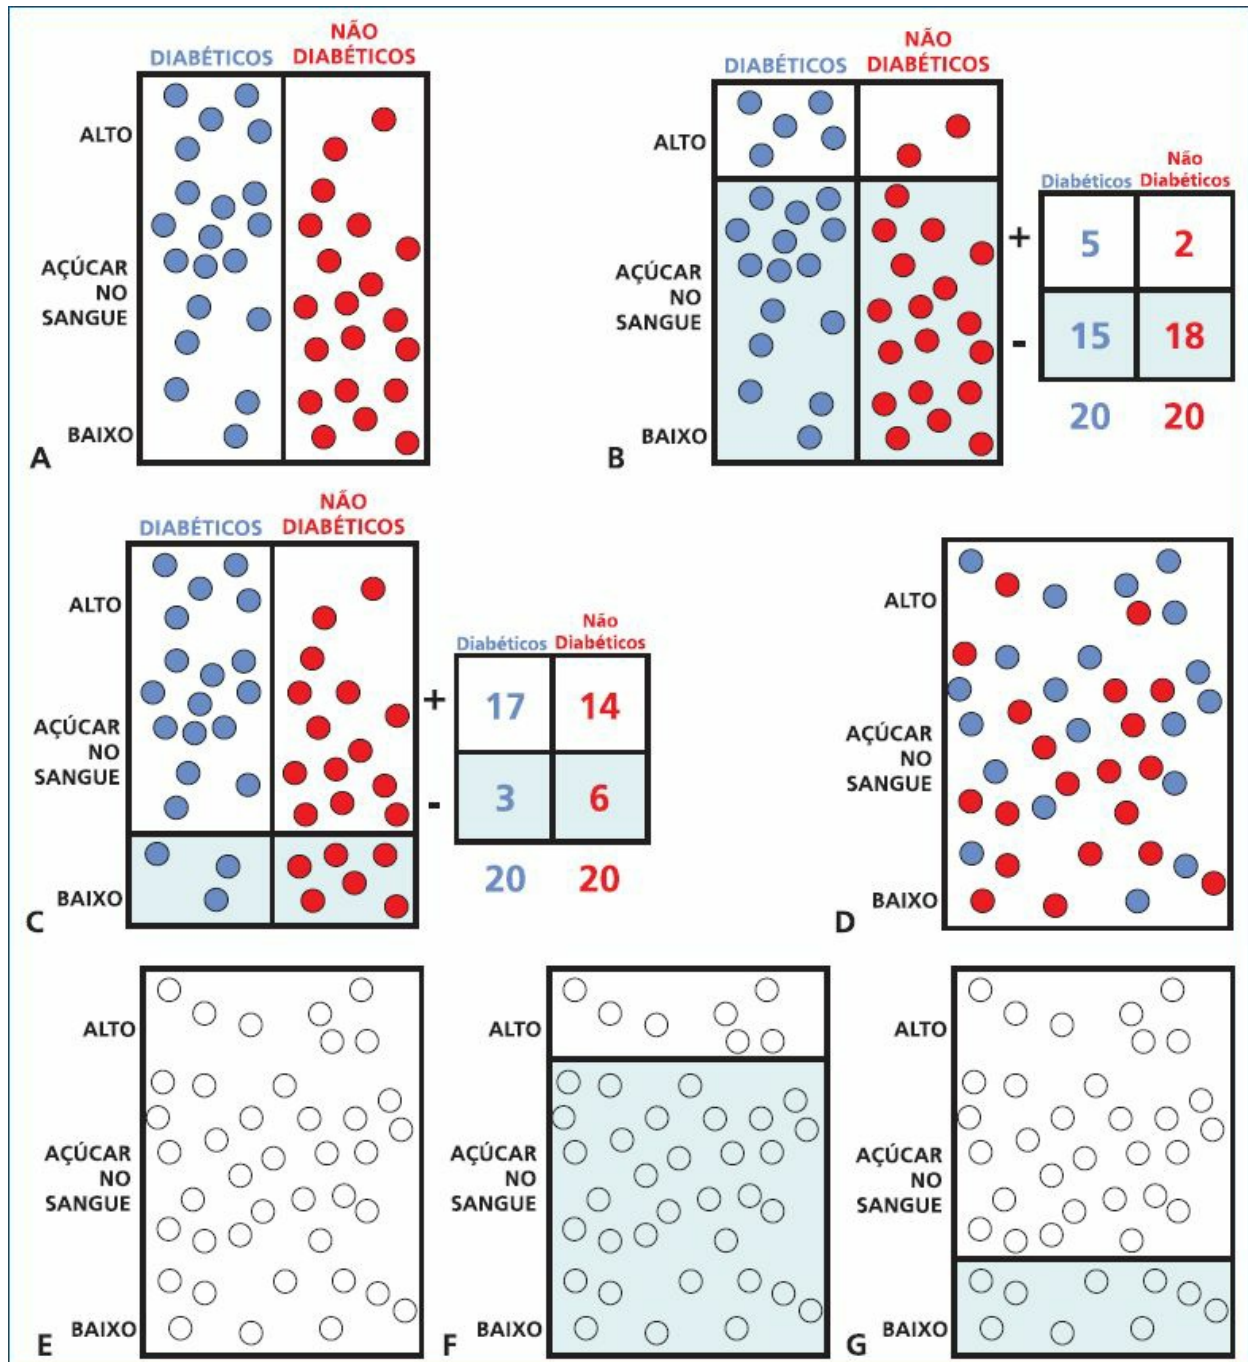 DIABÉTICOS
NÃO
DIABÉTICOS
ALTO
AÇÚCAR
NO
SANGUE
BAIXO
A
DIABÉTICOS
NÃO
DIABÉTICOS
ALTO
AÇÚCAR
NO
SANGUE
BAIXO
B
Diabéticos
Não
Diabéticos
+
5
2
-
15
18
20
20
DIABÉTICOS
NÃO
DIABÉTICOS
ALTO
AÇÚCAR
NO
SANGUE
BAIXO
C
Diabéticos
Não
Diabéticos
+
17
14
-
3
6
20
20
ALTO
AÇÚCAR
NO
SANGUE
BAIXO
D
ALTO
AÇÚCAR
NO
SANGUE
BAIXO
E
ALTO
AÇÚCAR
NO
SANGUE
BAIXO
F
ALTO
AÇÚCAR
NO
SANGUE
BAIXO
G